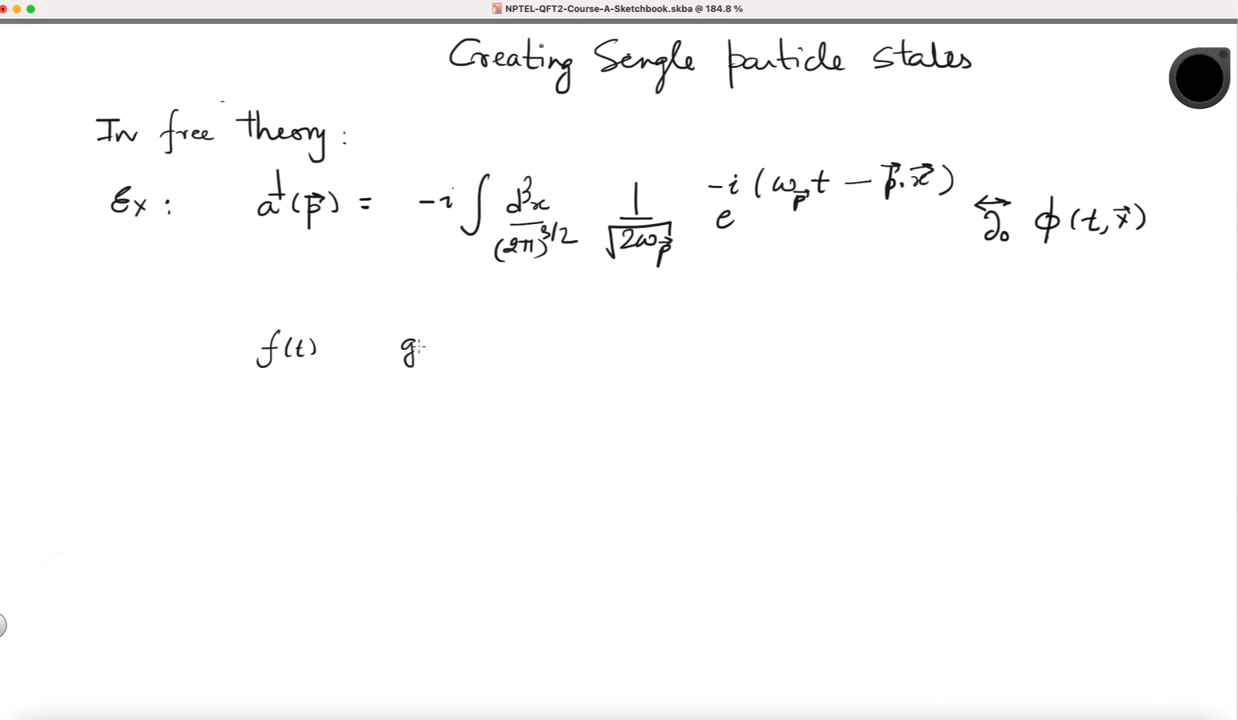 NPTEL-QFT2-Course-A-Sketchbook.skba @ 184.8 %
Creating Single particle states
In free theory :
Ex : a†(p⃗) = -i ∫ d³x/(2π)^{3/2} 1/√(2ω_p⃗) e^{-i(ω_p⃗ t - p⃗.x⃗)} ∂↔₀ φ(t, x⃗)
f(t) g